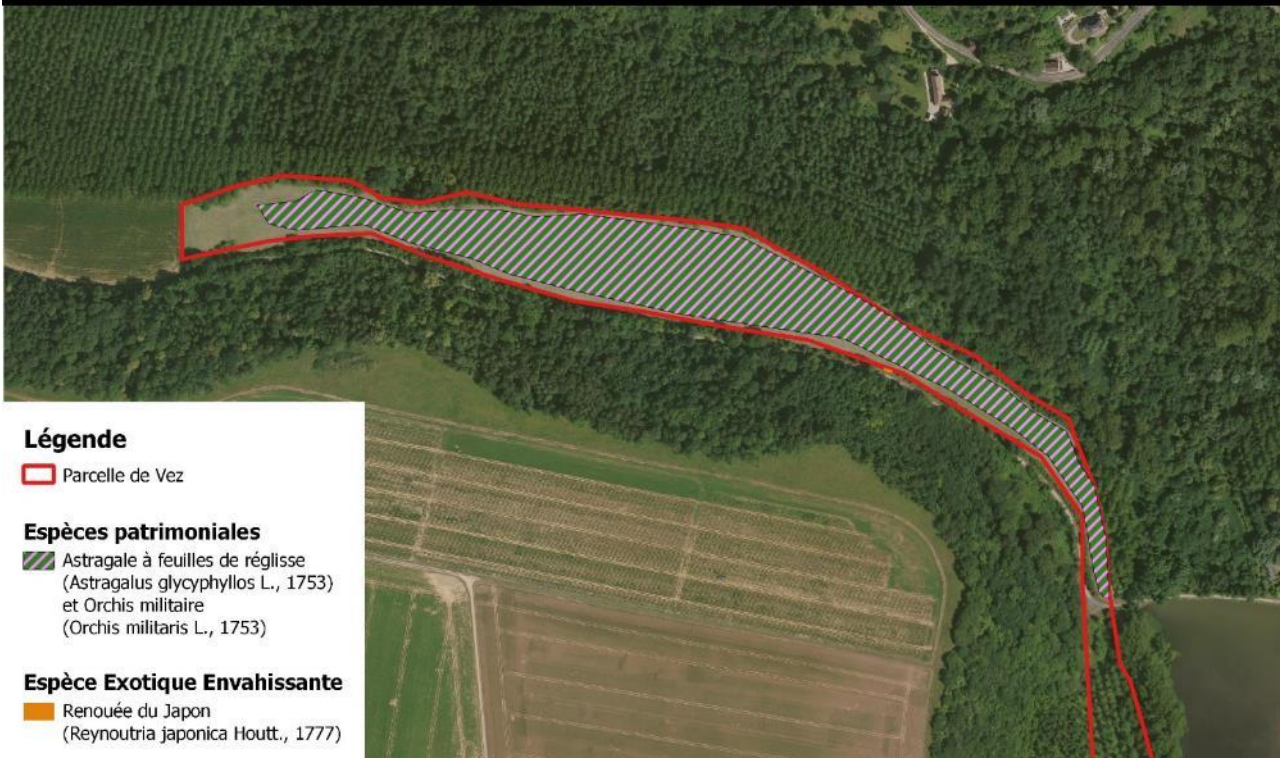 Légende
Parcelle de Vez
Espèces patrimoniales
Astragale à feuilles de réglisse
(Astragalus glycyphyllos L., 1753)
et Orchis militaire
(Orchis militaris L., 1753)
Espèce Exotique Envahissante
Renouée du Japon
(Reynoutria japonica Houtt., 1777)